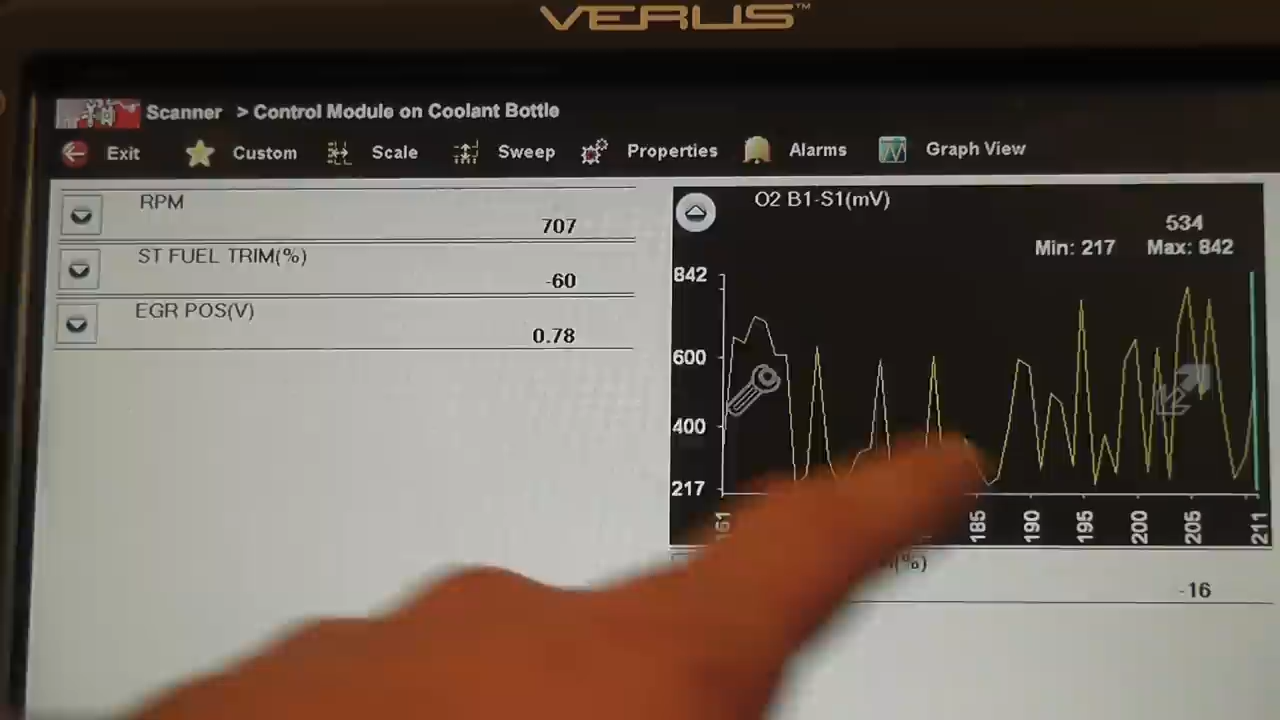 VERUS™
Scanner > Control Module on Coolant Bottle
Exit Custom Scale Sweep Properties Alarms Graph View
RPM
707
ST FUEL TRIM(%)
-60
EGR POS(V)
0.78
O2 B1-S1(mV)
534
Min: 217 Max: 842
842
600
400
217
161 185 190 195 200 205 211
(%)
-16